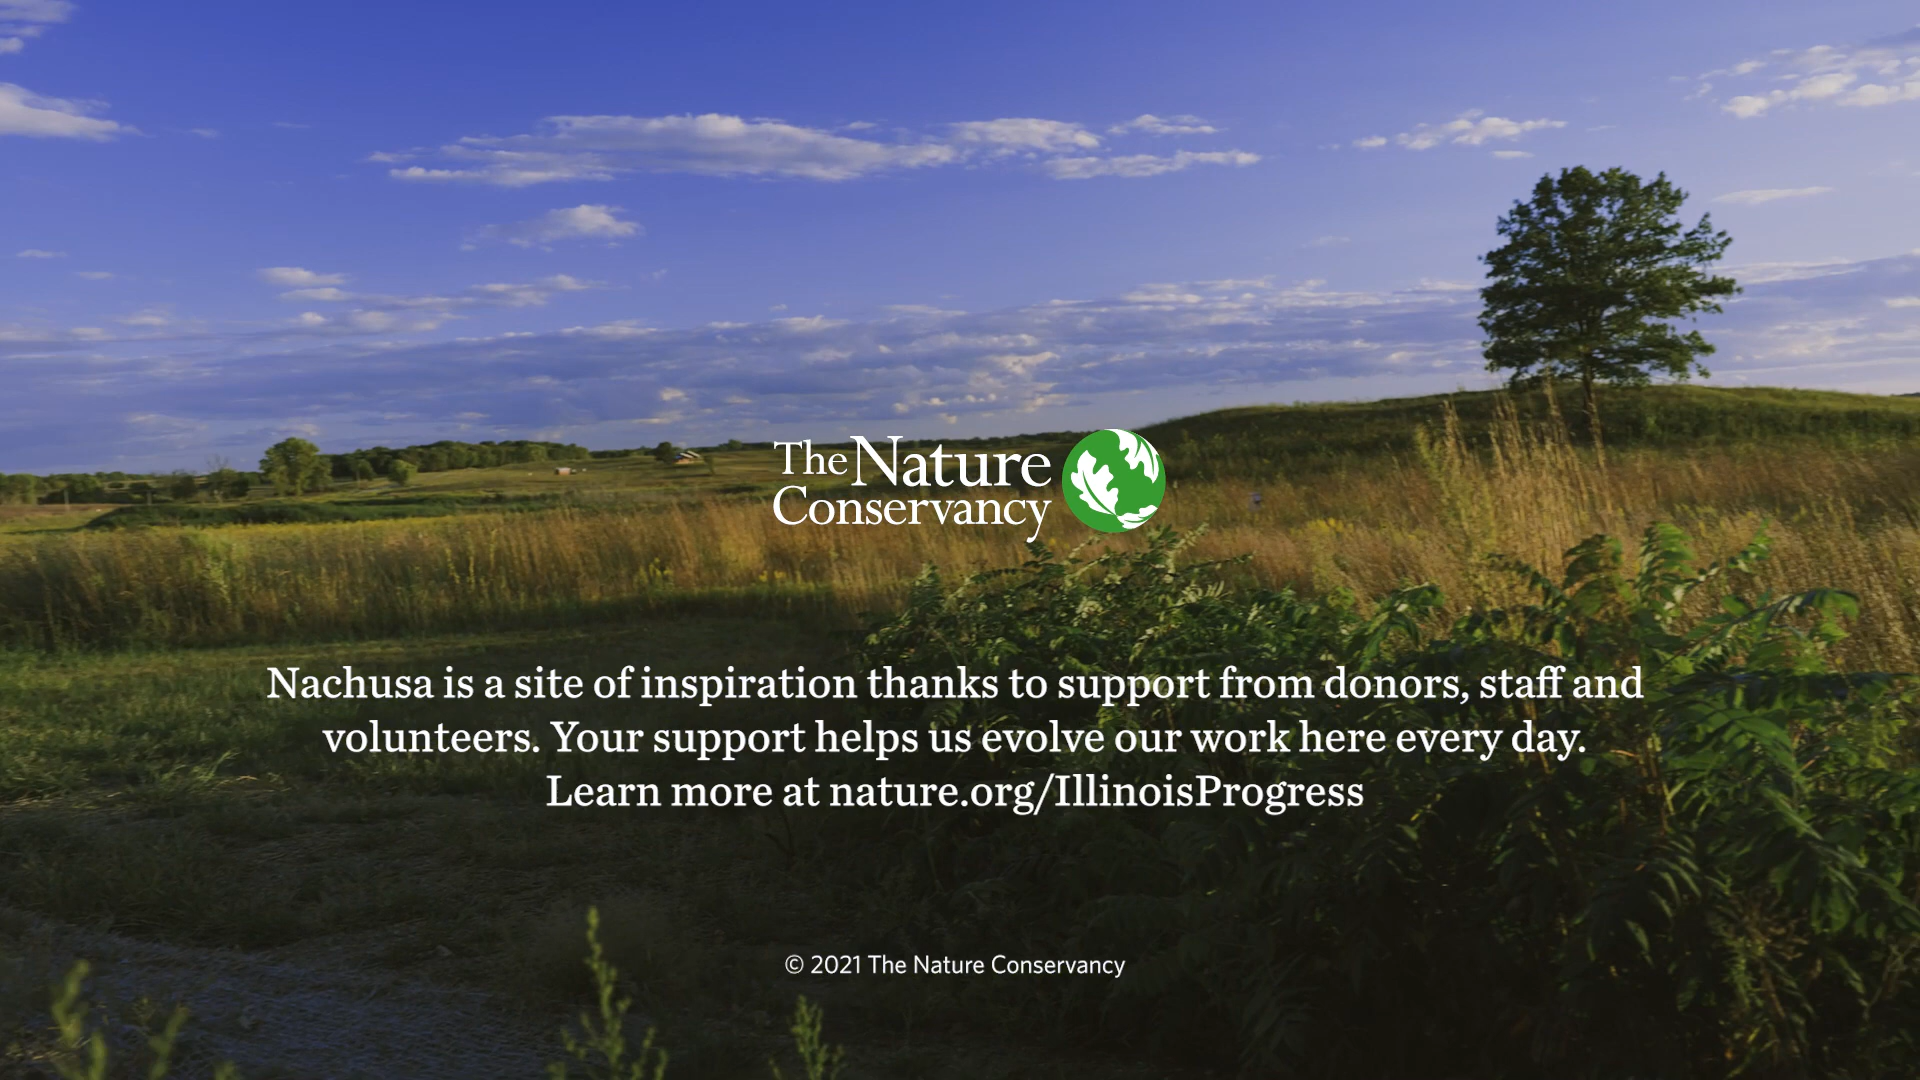 The Nature
Conservancy
Nachusa is a site of inspiration thanks to support from donors, staff and
volunteers. Your support helps us evolve our work here every day.
Learn more at nature.org/IllinoisProgress
© 2021 The Nature Conservancy